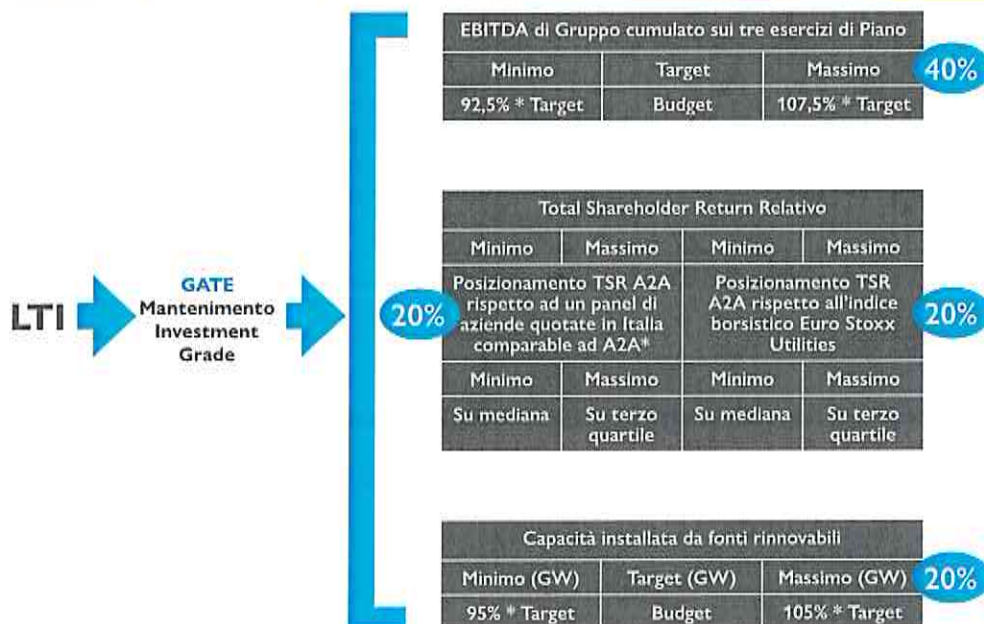 EBITDA di Gruppo cumulato sui tre esercizi di Piano
Minimo Target Massimo
40%
92,5% * Target Budget 107,5% * Target
Total Shareholder Return Relativo
Minimo Massimo Minimo Massimo
LTI
GATE
Mantenimento
Investment
Grade
20%
Posizionamento TSR A2A
rispetto ad un panel di
aziende quotate in Italia
comparable ad A2A*
Posizionamento TSR
A2A rispetto all'indice
borsistico Euro Stoxx
Utilities
20%
Minimo Massimo Minimo Massimo
Su mediana Su terzo
quartile Su mediana Su terzo
quartile
Capacità installata da fonti rinnovabili
Minimo (GW) Target (GW) Massimo (GW)
20%
95% * Target Budget 105% * Target